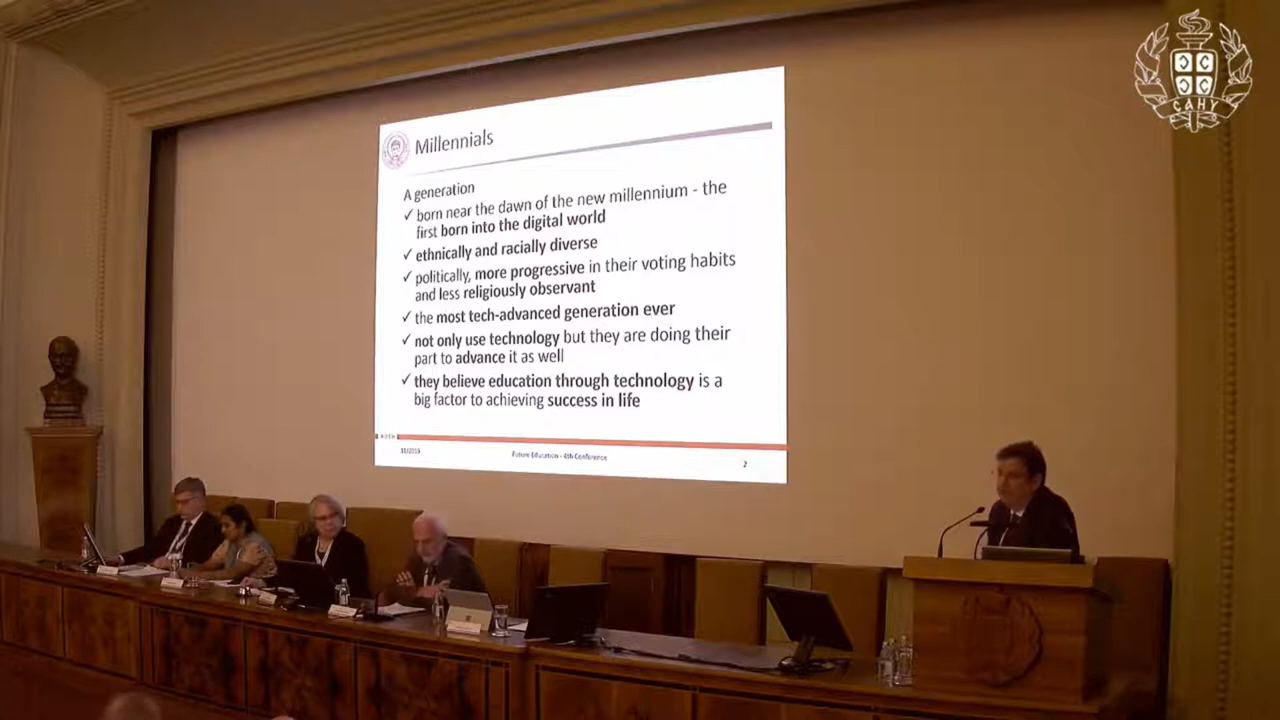 САНУ
Millennials
A generation
✓ born near the dawn of the new millennium - the
first born into the digital world
✓ ethnically and racially diverse
✓ politically, more progressive in their voting habits
and less religiously observant
✓ the most tech-advanced generation ever
✓ not only use technology but they are doing their
part to advance it as well
✓ they believe education through technology is a
big factor to achieving success in life
Future Education - 4th Conference
2